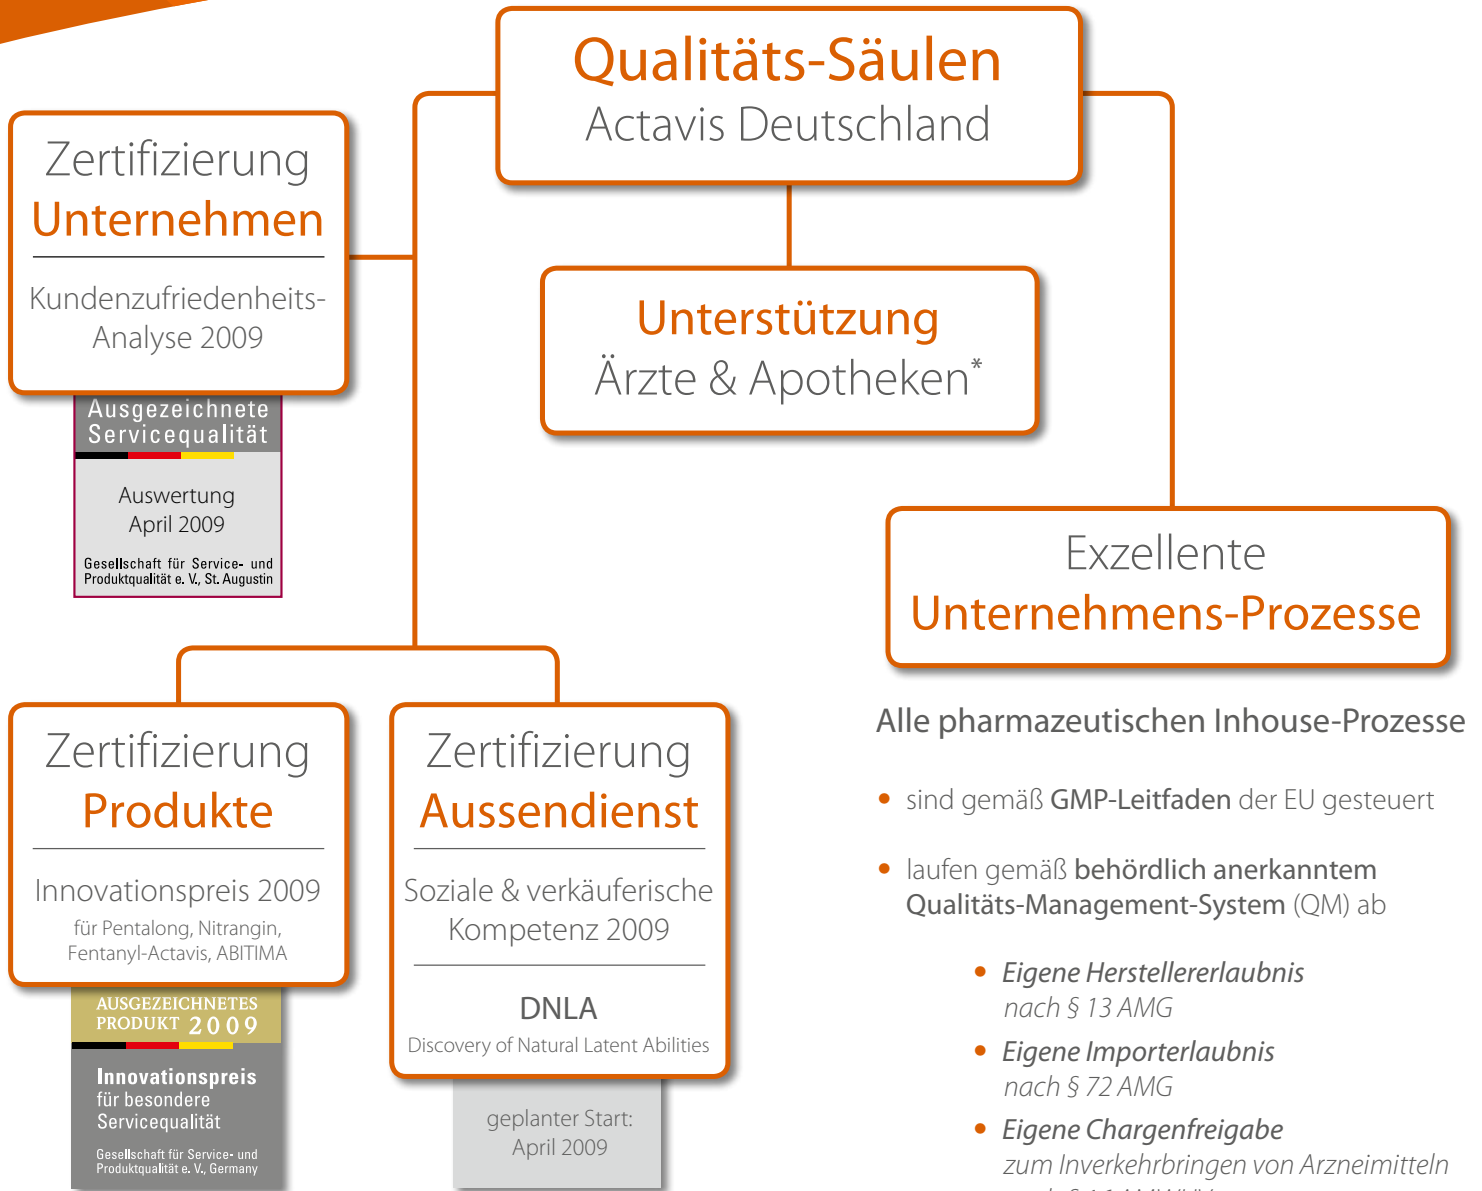 Qualitäts-Säulen
Actavis Deutschland
Zertifizierung
Unternehmen
Kundenzufriedenheits-
Analyse 2009
Ausgezeichnete
Servicequalität
Auswertung
April 2009
Gesellschaft für Service- und
Produktqualität e. V., St. Augustin
Unterstützung
Ärzte & Apotheken*
Exzellente
Unternehmens-Prozesse
Zertifizierung
Produkte
Innovationspreis 2009
für Pentalong, Nitrangin,
Fentanyl-Actavis, ABITIMA
AUSGEZEICHNETES
PRODUKT 2009
Innovationspreis
für besondere
Servicequalität
Gesellschaft für Service- und
Produktqualität e. V., Germany
Zertifizierung
Aussendienst
Soziale & verkäuferische
Kompetenz 2009
DNLA
Discovery of Natural Latent Abilities
geplanter Start:
April 2009
Alle pharmazeutischen Inhouse-Prozesse
• sind gemäß GMP-Leitfaden der EU gesteuert
• laufen gemäß behördlich anerkanntem
Qualitäts-Management-System (QM) ab
• Eigene Herstellererlaubnis
nach § 13 AMG
• Eigene Importerlaubnis
nach § 72 AMG
• Eigene Chargenfreigabe
zum Inverkehrbringen von Arzneimitteln